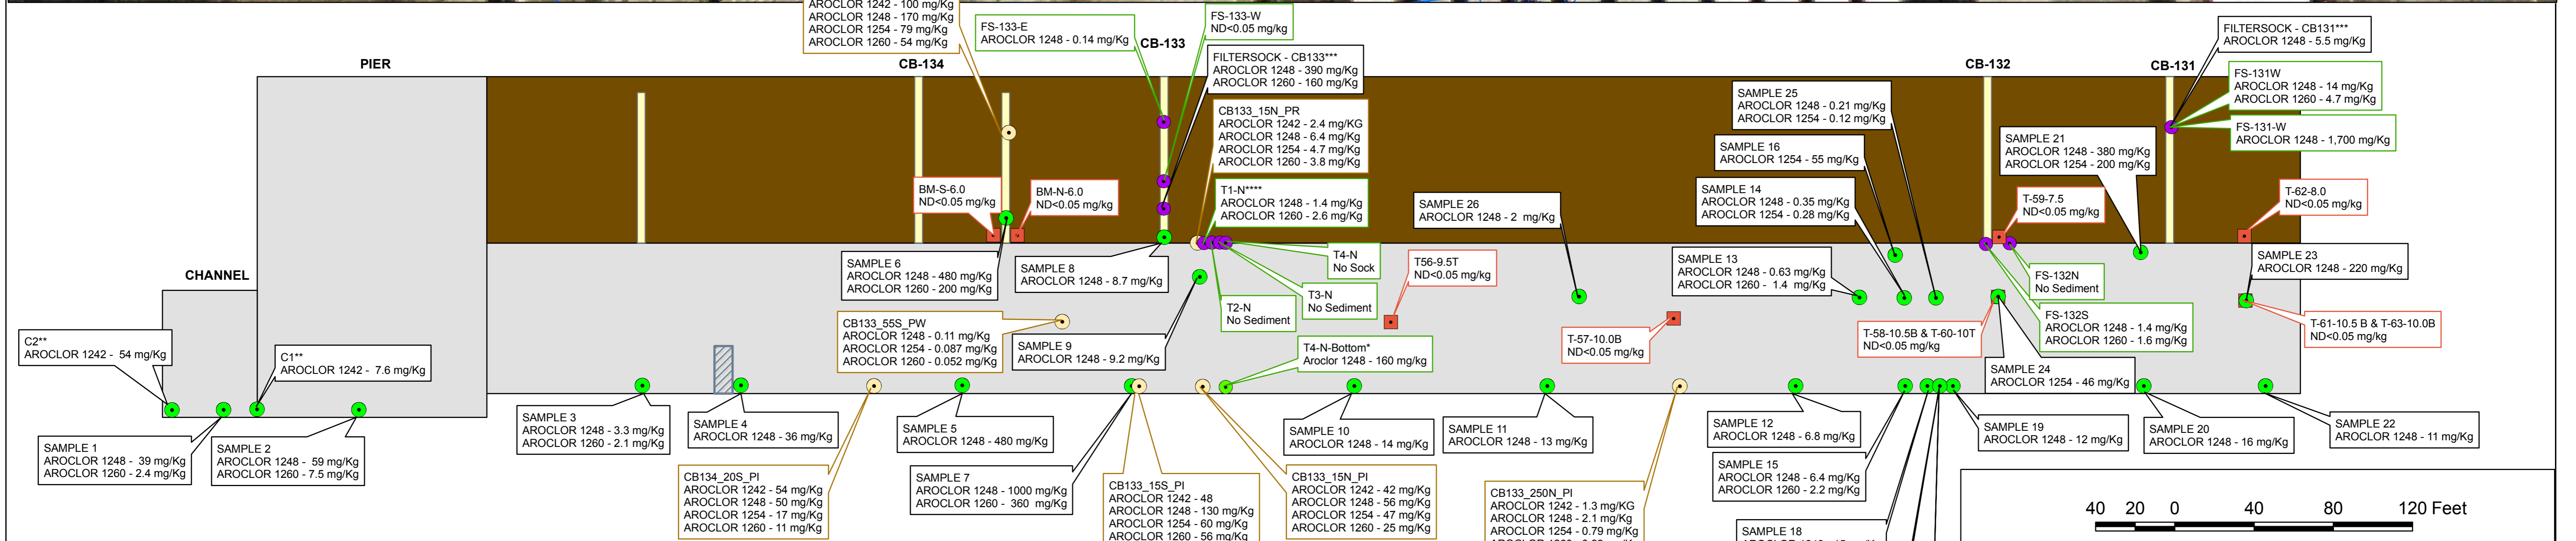 AROCLOR 1242 - 100 mg/Kg
AROCLOR 1248 - 170 mg/Kg
AROCLOR 1254 - 79 mg/Kg
AROCLOR 1260 - 54 mg/Kg
FS-133-E
AROCLOR 1248 - 0.14 mg/Kg
CB-133
FS-133-W
ND<0.05 mg/kg
FILTERSOCK - CB133***
AROCLOR 1248 - 390 mg/Kg
AROCLOR 1260 - 160 mg/Kg
PIER
CB-134
CB-132
CB-131
FILTERSOCK - CB131***
AROCLOR 1248 - 5.5 mg/Kg
FS-131W
AROCLOR 1248 - 14 mg/Kg
AROCLOR 1260 - 4.7 mg/Kg
FS-131-W
AROCLOR 1248 - 1,700 mg/Kg
CB133_15N_PR
AROCLOR 1242 - 2.4 mg/KG
AROCLOR 1248 - 6.4 mg/Kg
AROCLOR 1254 - 4.7 mg/Kg
AROCLOR 1260 - 3.8 mg/Kg
SAMPLE 25
AROCLOR 1248 - 0.21 mg/Kg
AROCLOR 1254 - 0.12 mg/Kg
SAMPLE 16
AROCLOR 1254 - 55 mg/Kg
SAMPLE 21
AROCLOR 1248 - 380 mg/Kg
AROCLOR 1254 - 200 mg/Kg
BM-S-6.0
ND<0.05 mg/kg
BM-N-6.0
ND<0.05 mg/kg
T1-N****
AROCLOR 1248 - 1.4 mg/Kg
AROCLOR 1260 - 2.6 mg/Kg
SAMPLE 26
AROCLOR 1248 - 2 mg/Kg
SAMPLE 14
AROCLOR 1248 - 0.35 mg/Kg
AROCLOR 1254 - 0.28 mg/Kg
T-59-7.5
ND<0.05 mg/kg
T-62-8.0
ND<0.05 mg/kg
CHANNEL
SAMPLE 6
AROCLOR 1248 - 480 mg/Kg
AROCLOR 1260 - 200 mg/Kg
SAMPLE 8
AROCLOR 1248 - 8.7 mg/Kg
T4-N
No Sock
T56-9.5T
ND<0.05 mg/kg
SAMPLE 13
AROCLOR 1248 - 0.63 mg/Kg
AROCLOR 1260 - 1.4 mg/Kg
SAMPLE 23
AROCLOR 1248 - 220 mg/Kg
FS-132N
No Sediment
T3-N
No Sediment
T2-N
No Sediment
FS-132S
AROCLOR 1248 - 1.4 mg/Kg
AROCLOR 1260 - 1.6 mg/Kg
T-61-10.5 B & T-63-10.0B
ND<0.05 mg/kg
T-58-10.5B & T-60-10T
ND<0.05 mg/kg
T-57-10.0B
ND<0.05 mg/kg
CB133_55S_PW
AROCLOR 1248 - 0.11 mg/Kg
AROCLOR 1254 - 0.087 mg/Kg
AROCLOR 1260 - 0.052 mg/Kg
SAMPLE 9
AROCLOR 1248 - 9.2 mg/Kg
T4-N-Bottom*
Aroclor 1248 - 160 mg/Kg
C2**
AROCLOR 1242 - 54 mg/Kg
C1**
AROCLOR 1242 - 7.6 mg/Kg
SAMPLE 24
AROCLOR 1254 - 46 mg/Kg
SAMPLE 1
AROCLOR 1248 - 39 mg/Kg
AROCLOR 1260 - 2.4 mg/Kg
SAMPLE 2
AROCLOR 1248 - 59 mg/Kg
AROCLOR 1260 - 7.5 mg/Kg
SAMPLE 3
AROCLOR 1248 - 3.3 mg/Kg
AROCLOR 1260 - 2.1 mg/Kg
SAMPLE 4
AROCLOR 1248 - 36 mg/Kg
SAMPLE 5
AROCLOR 1248 - 480 mg/Kg
SAMPLE 10
AROCLOR 1248 - 14 mg/Kg
SAMPLE 11
AROCLOR 1248 - 13 mg/Kg
SAMPLE 12
AROCLOR 1248 - 6.8 mg/Kg
SAMPLE 19
AROCLOR 1248 - 12 mg/Kg
SAMPLE 20
AROCLOR 1248 - 16 mg/Kg
SAMPLE 22
AROCLOR 1248 - 11 mg/Kg
SAMPLE 15
AROCLOR 1248 - 6.4 mg/Kg
AROCLOR 1260 - 2.2 mg/Kg
CB134_20S_PI
AROCLOR 1242 - 54 mg/Kg
AROCLOR 1248 - 50 mg/Kg
AROCLOR 1254 - 17 mg/Kg
AROCLOR 1260 - 11 mg/Kg
SAMPLE 7
AROCLOR 1248 - 1000 mg/Kg
AROCLOR 1260 - 360 mg/Kg
CB133_15S_PI
AROCLOR 1242 - 48
AROCLOR 1248 - 130 mg/Kg
AROCLOR 1254 - 60 mg/Kg
AROCLOR 1260 - 56 mg/Kg
CB133_15N_PI
AROCLOR 1242 - 42 mg/Kg
AROCLOR 1248 - 56 mg/Kg
AROCLOR 1254 - 47 mg/Kg
AROCLOR 1260 - 25 mg/Kg
CB133_250N_PI
AROCLOR 1242 - 1.3 mg/KG
AROCLOR 1248 - 2.1 mg/Kg
AROCLOR 1254 - 0.79 mg/Kg
SAMPLE 18
40 20 0 40 80 120 Feet